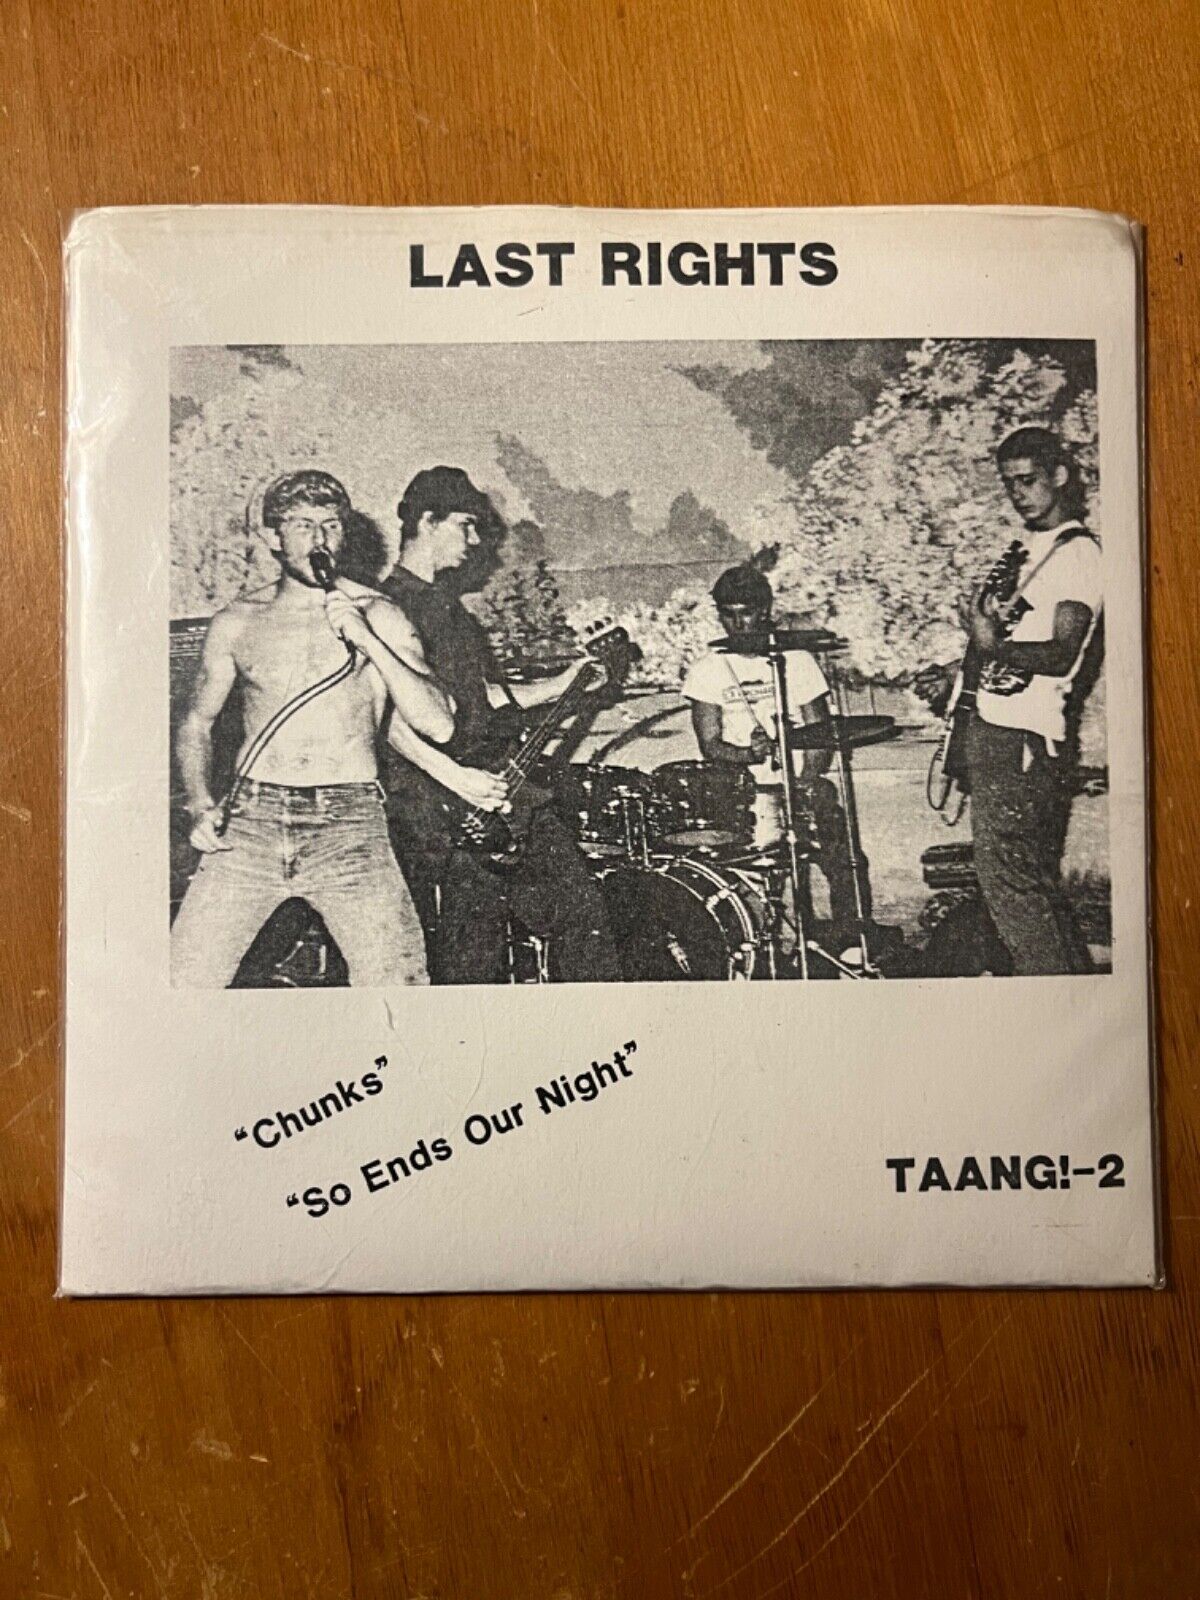 LAST RIGHTS
"Chunks"
"So Ends Our Night"
TAANG!-2